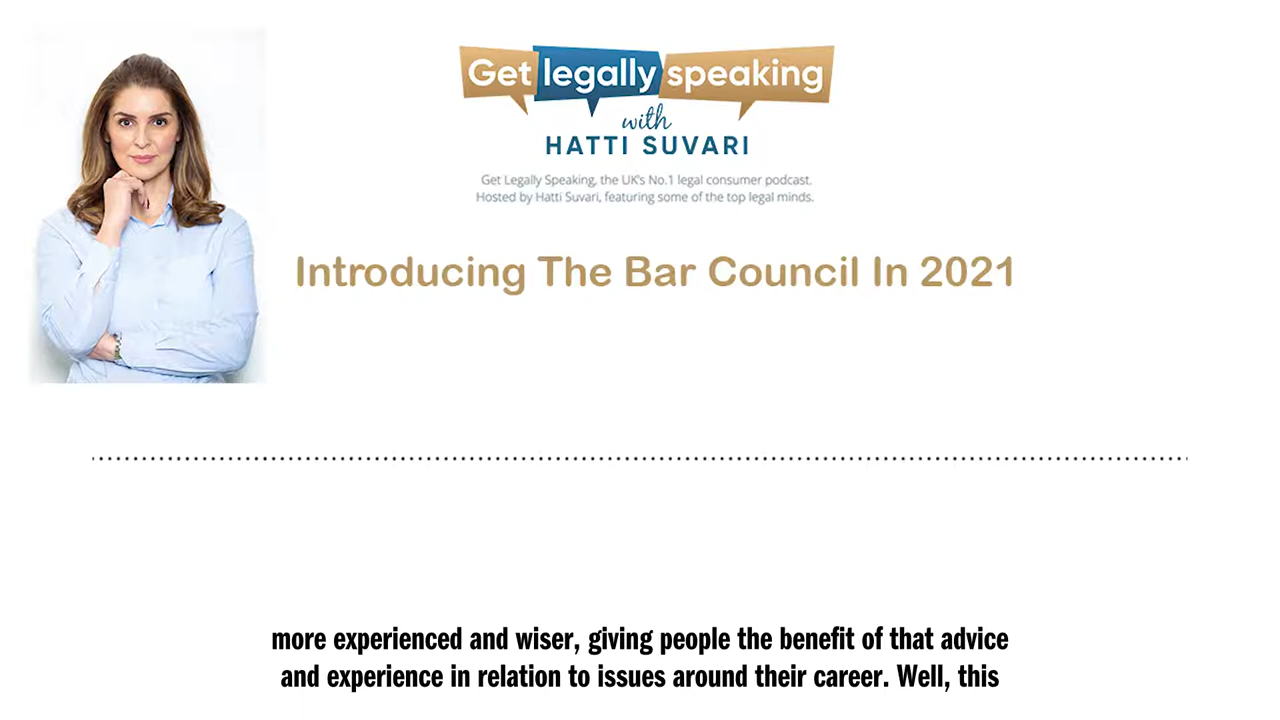 Get legally speaking
with
HATTI SUVARI
Get Legally Speaking, the UK's No.1 legal consumer podcast.
Hosted by Hatti Suvari, featuring some of the top legal minds.
Introducing The Bar Council In 2021
more experienced and wiser, giving people the benefit of that advice
and experience in relation to issues around their career. Well, this